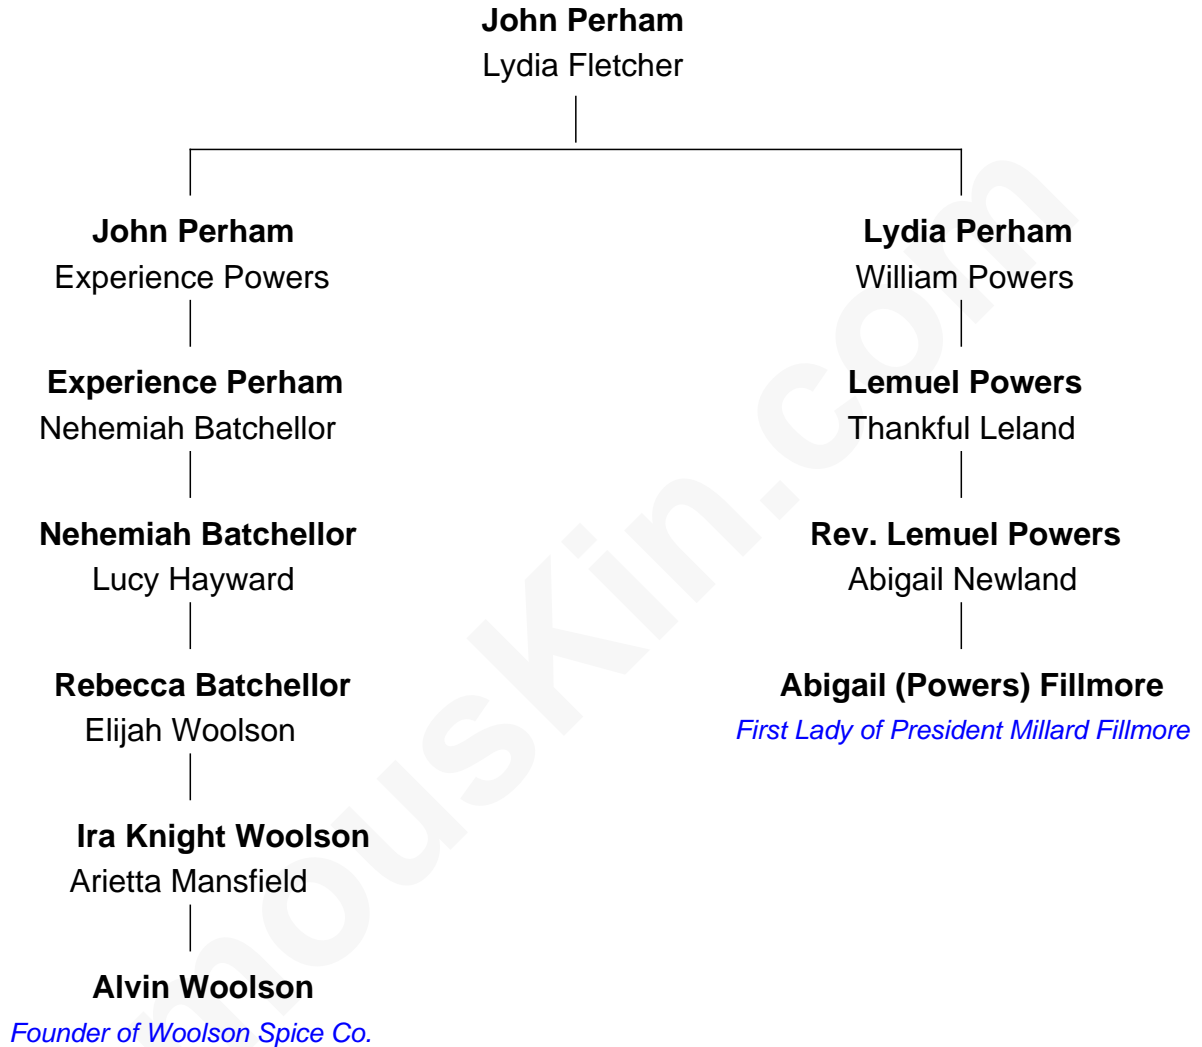 John Perham
Lydia Fletcher
John Perham
Experience Powers
Experience Perham
Nehemiah Batchellor
Nehemiah Batchellor
Lucy Hayward
Rebecca Batchellor
Elijah Woolson
Ira Knight Woolson
Arietta Mansfield
Alvin Woolson
Founder of Woolson Spice Co.
Lydia Perham
William Powers
Lemuel Powers
Thankful Leland
Rev. Lemuel Powers
Abigail Newland
Abigail (Powers) Fillmore
First Lady of President Millard Fillmore
mousKin.com